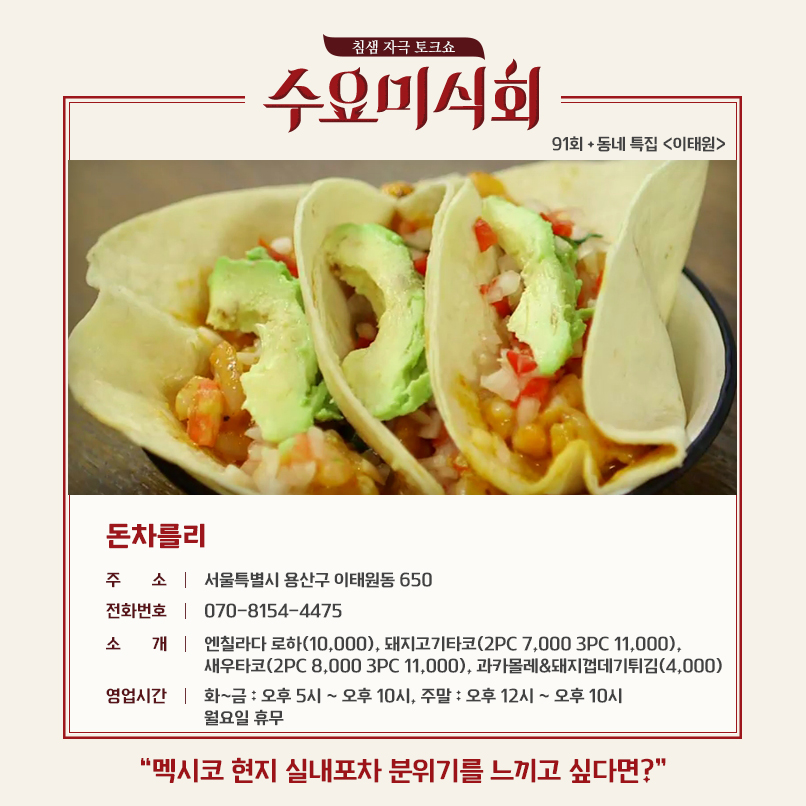 침샘 자극 토크쇼
수요미식회
91회 + 동네 특집 <이태원>
돈차를리
주 소 | 서울특별시 용산구 이태원동 650
전화번호 | 070-8154-4475
소 개 | 엔칠라다 로하(10,000), 돼지고기타코(2PC 7,000 3PC 11,000),
새우타코(2PC 8,000 3PC 11,000), 과카몰레&돼지껍데기튀김(4,000)
영업시간 | 화~금 : 오후 5시 ~ 오후 10시, 주말 : 오후 12시 ~ 오후 10시
월요일 휴무
“멕시코 현지 실내포차 분위기를 느끼고 싶다면?”